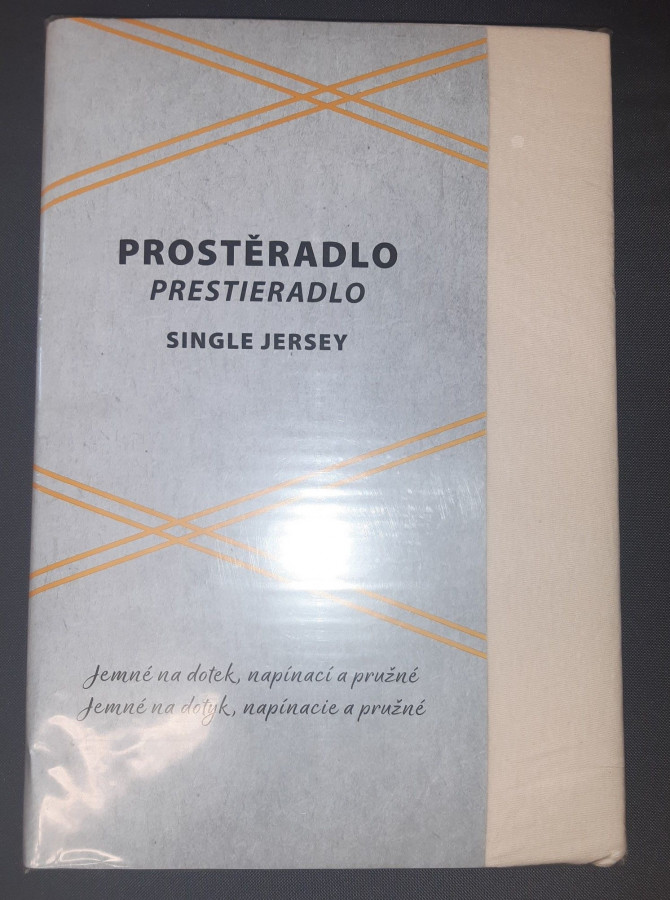 PROSTĚRADLO
PRESTIERADLO
SINGLE JERSEY
Jemné na dotek, napínací a pružné
Jemné na dotyk, napínacie a pružné